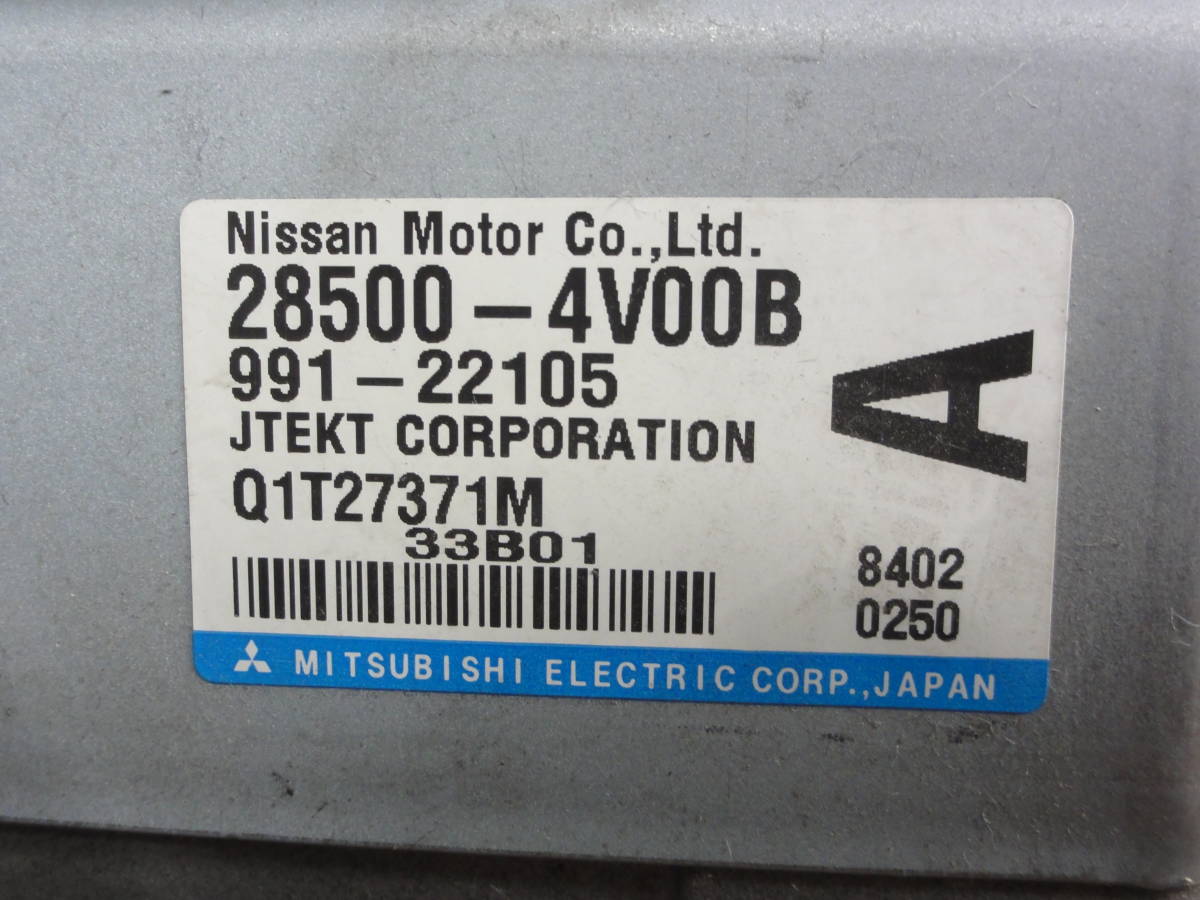 Nissan Motor Co.,Ltd.
28500-4V00B
991-22105
JTEKT CORPORATION
Q1T27371M
33B01
A
8402
0250
MITSUBISHI ELECTRIC CORP.,JAPAN